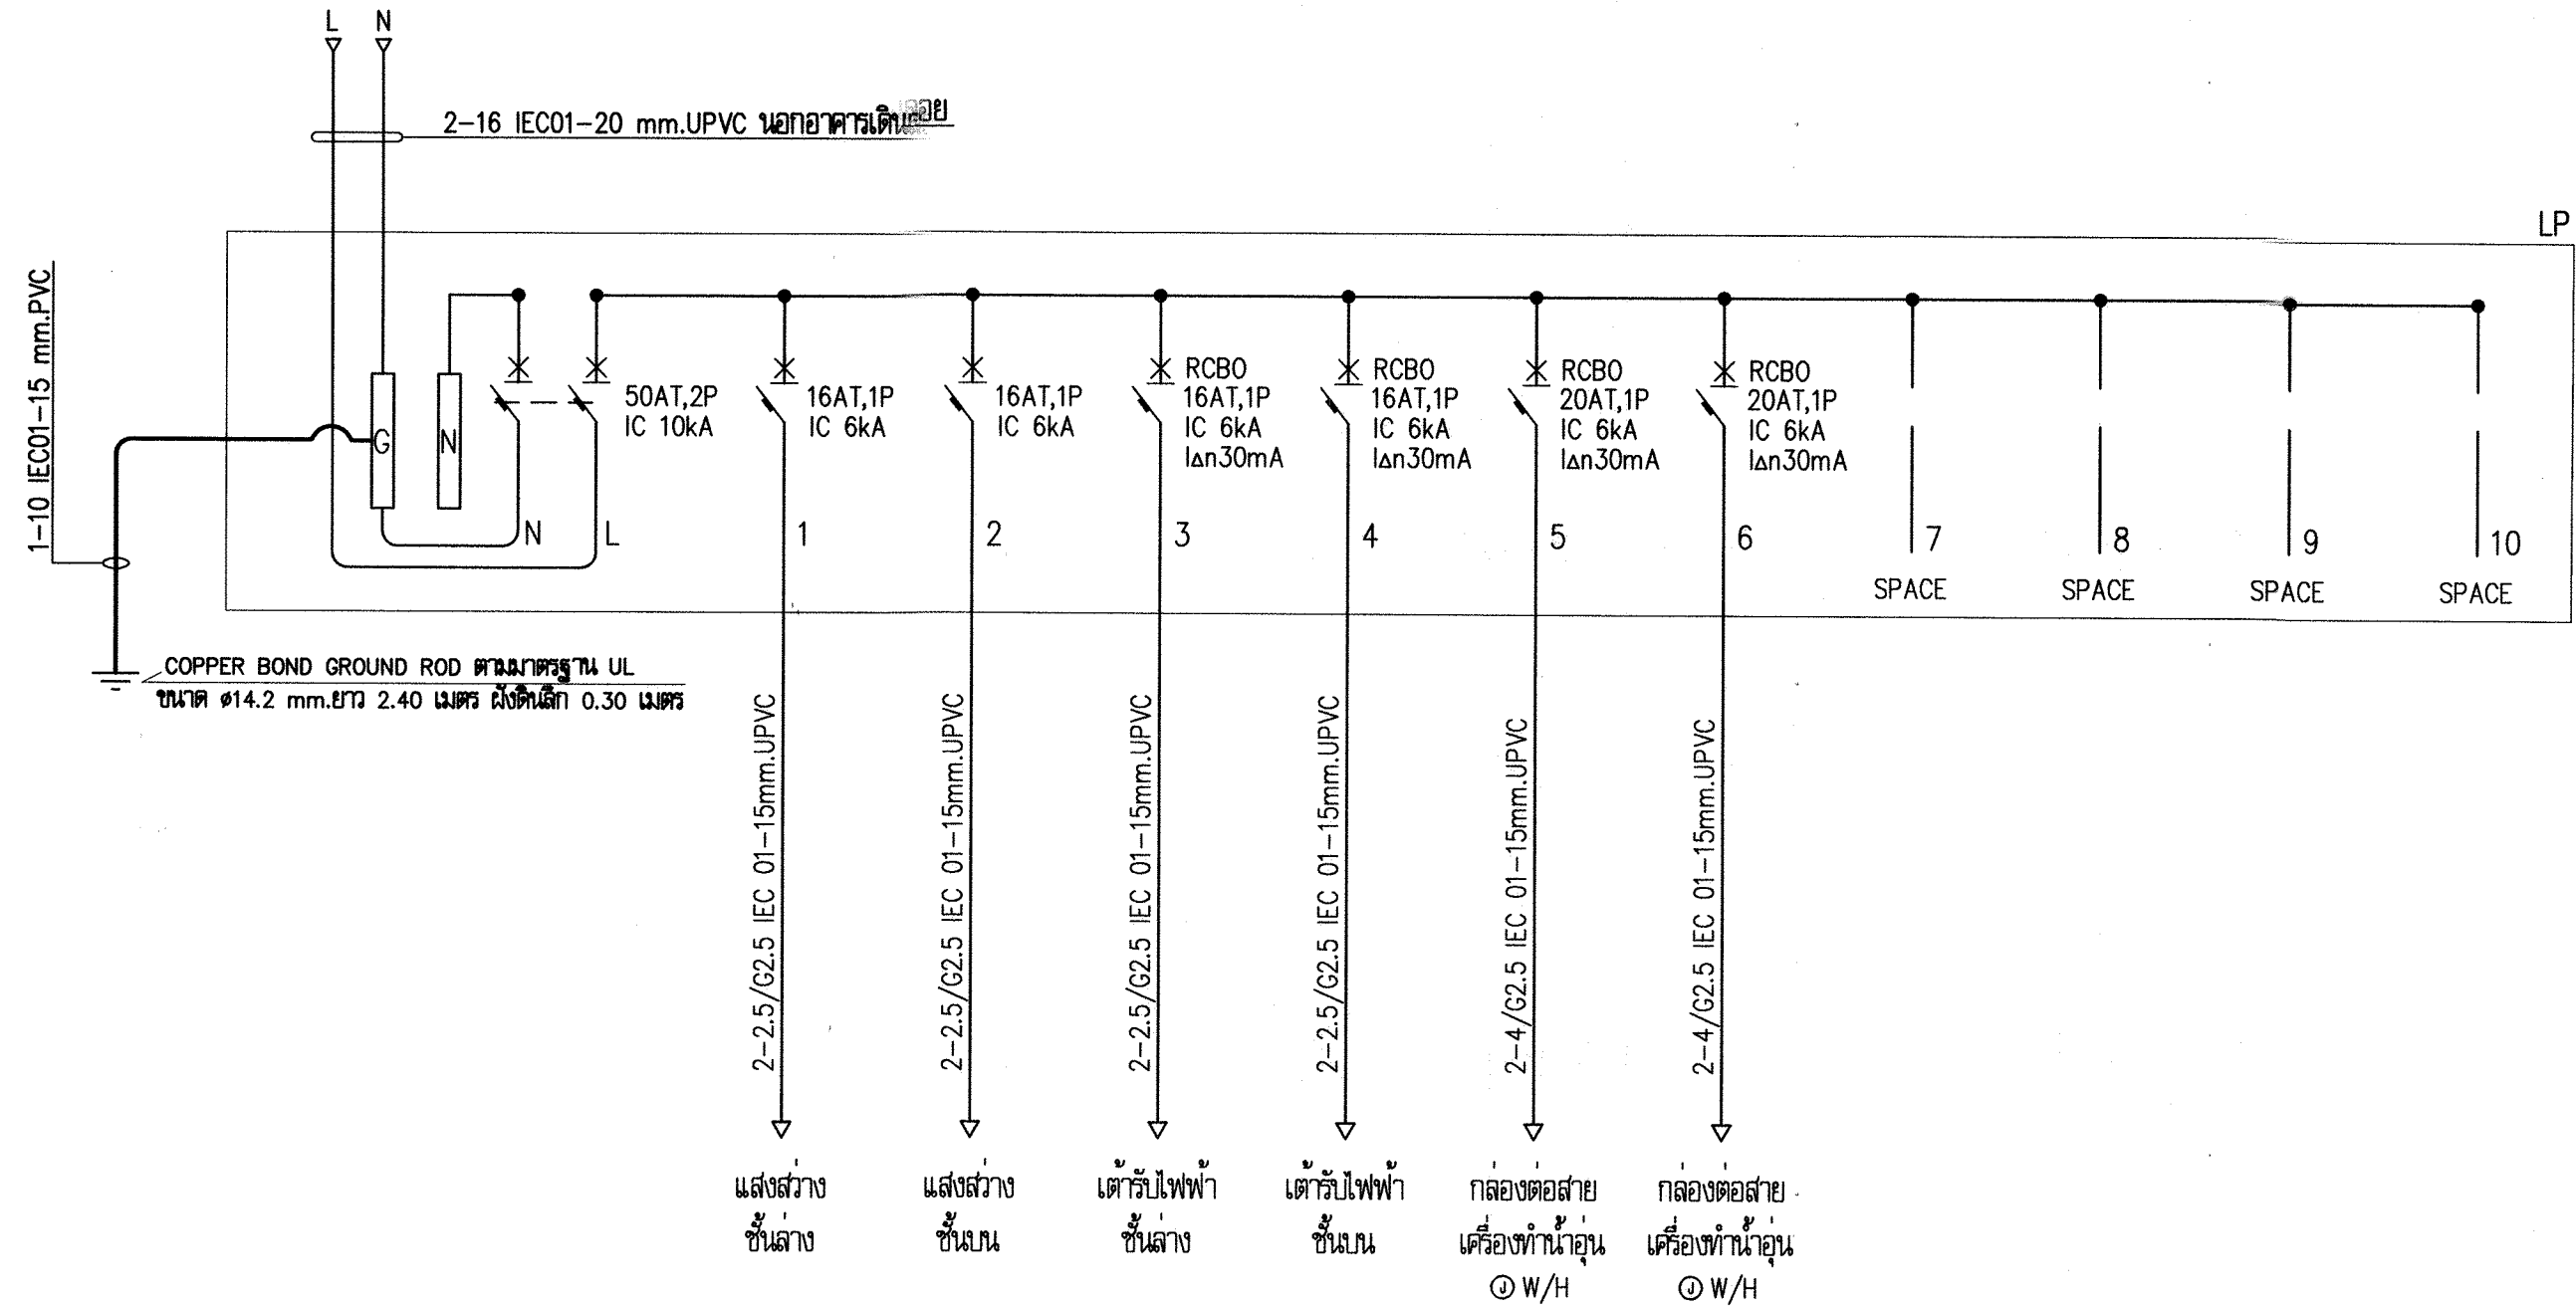 L N
2-16 IEC01-20 mm.UPVC นอกอาคารเดินลอย
LP
1-10 IEC01-15 mm.PVC
G
N
N
L
50AT,2P
IC 10kA
16AT,1P
IC 6kA
1
16AT,1P
IC 6kA
2
RCBO
16AT,1P
IC 6kA
IΔn30mA
3
RCBO
16AT,1P
IC 6kA
IΔn30mA
4
RCBO
20AT,1P
IC 6kA
IΔn30mA
5
RCBO
20AT,1P
IC 6kA
IΔn30mA
6
7
SPACE
8
SPACE
9
SPACE
10
SPACE
COPPER BOND GROUND ROD ตามมาตรฐาน UL
ขนาด ø14.2 mm.ยาว 2.40 เมตร ฝังดินลึก 0.30 เมตร
2-2.5/G2.5 IEC 01-15mm.UPVC
2-2.5/G2.5 IEC 01-15mm.UPVC
2-2.5/G2.5 IEC 01-15mm.UPVC
2-2.5/G2.5 IEC 01-15mm.UPVC
2-4/G2.5 IEC 01-15mm.UPVC
2-4/G2.5 IEC 01-15mm.UPVC
แสงสว่าง
ชั้นล่าง
แสงสว่าง
ชั้นบน
เต้ารับไฟฟ้า
ชั้นล่าง
เต้ารับไฟฟ้า
ชั้นบน
กล่องต่อสาย
เครื่องทำน้ำอุ่น
Ⓙ W/H
กล่องต่อสาย
เครื่องทำน้ำอุ่น
Ⓙ W/H